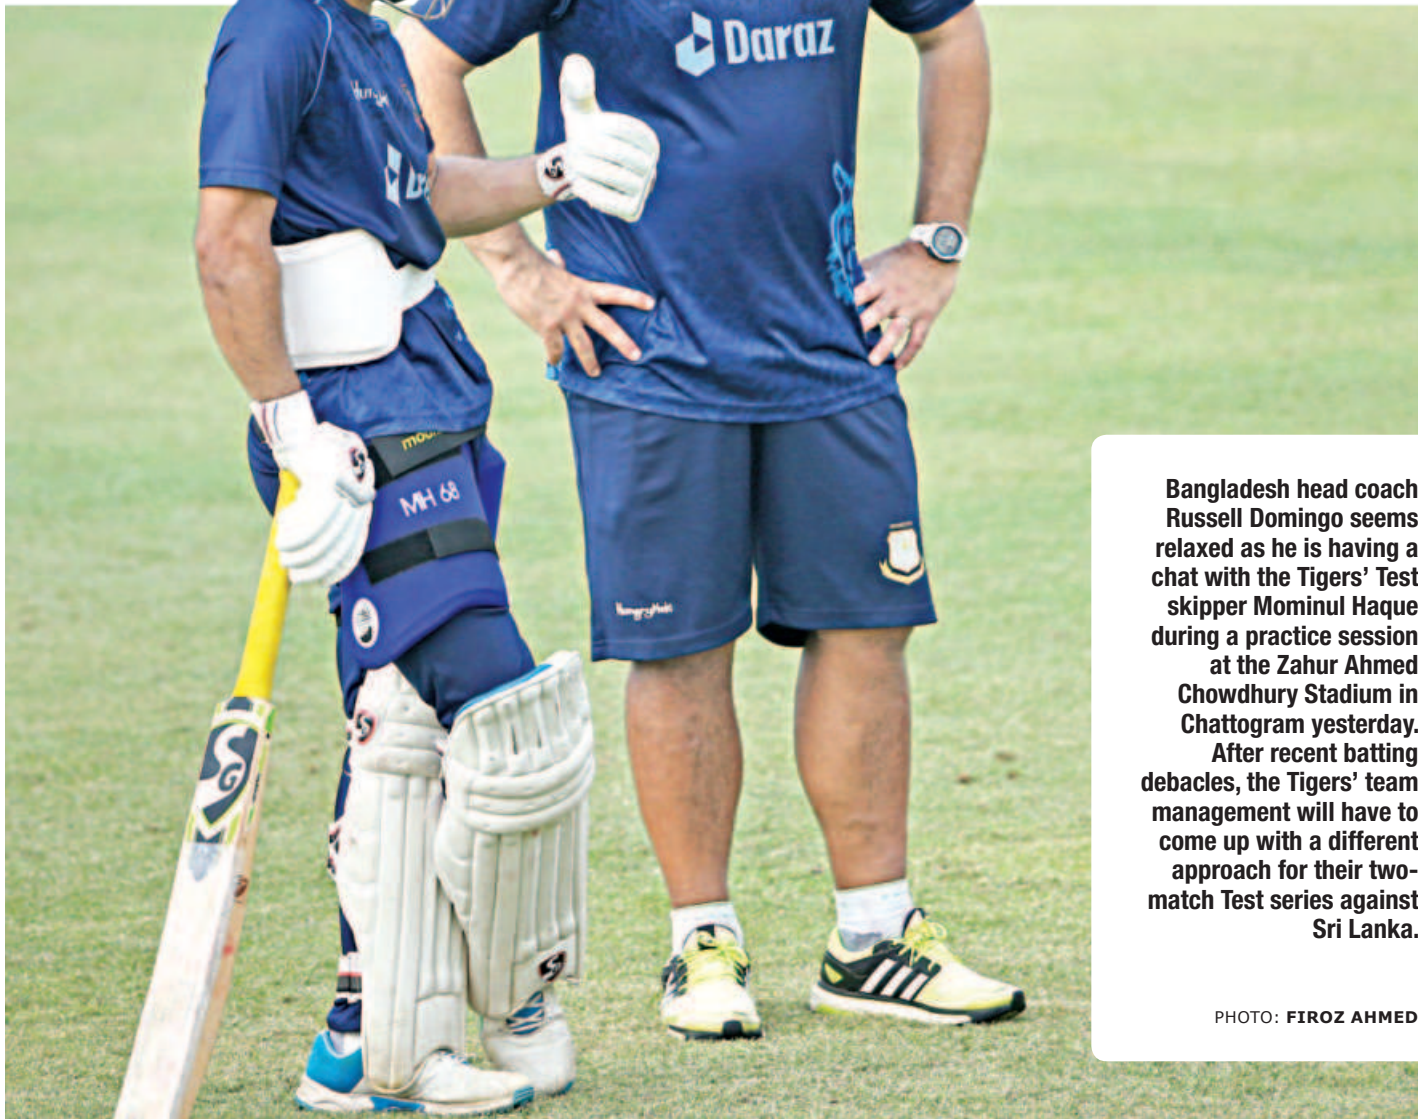 Daraz
MH 68
SG
Bangladesh head coach
Russell Domingo seems
relaxed as he is having a
chat with the Tigers’ Test
skipper Mominul Haque
during a practice session
at the Zahur Ahmed
Chowdhury Stadium in
Chattogram yesterday.
After recent batting
debacles, the Tigers’ team
management will have to
come up with a different
approach for their two-
match Test series against
Sri Lanka.
PHOTO: FIROZ AHMED